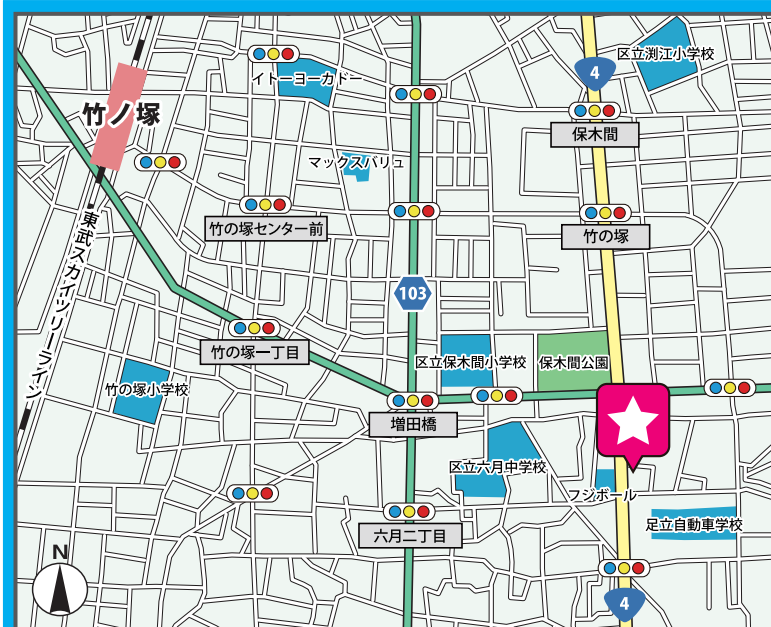 区立渕江小学校
4
イトーヨーカドー
竹ノ塚
保木間
マックスバリュ
竹の塚センター前
竹の塚
東武スカイツリーライン
103
竹の塚一丁目
区立保木間小学校
保木間公園
竹の塚小学校
増田橋
区立六月中学校
フジボール
足立自動車学校
六月二丁目
N
4